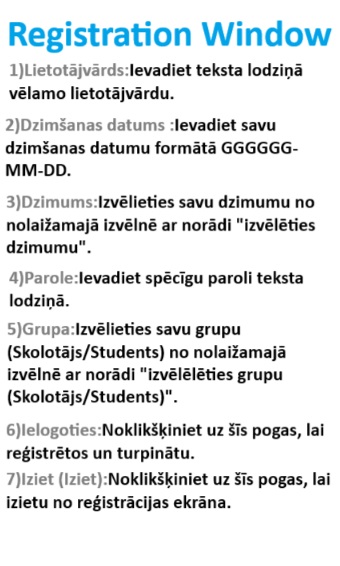 Registration Window
1)Lietotājvārds:Ievadiet teksta lodziņā
vēlamo lietotājvārdu.
2)Dzimšanas datums :Ievadiet savu
dzimšanas datumu formātā GGGGGG-
MM-DD.
3)Dzimums:Izvēlieties savu dzimumu no
nolaižamajā izvēlnē ar norādi "izvēlēties
dzimumu".
4)Parole:Ievadiet spēcīgu paroli teksta
lodziņā.
5)Grupa:Izvēlieties savu grupu
(Skolotājs/Students) no nolaižamajā
izvēlnē ar norādi "izvēlēlēties grupu
(Skolotājs/Students)".
6)Ielogoties:Noklikšķiniet uz šīs pogas, lai
reģistrētos un turpinātu.
7)Iziet (Iziet):Noklikšķiniet uz šīs pogas, lai
izietu no reģistrācijas ekrāna.